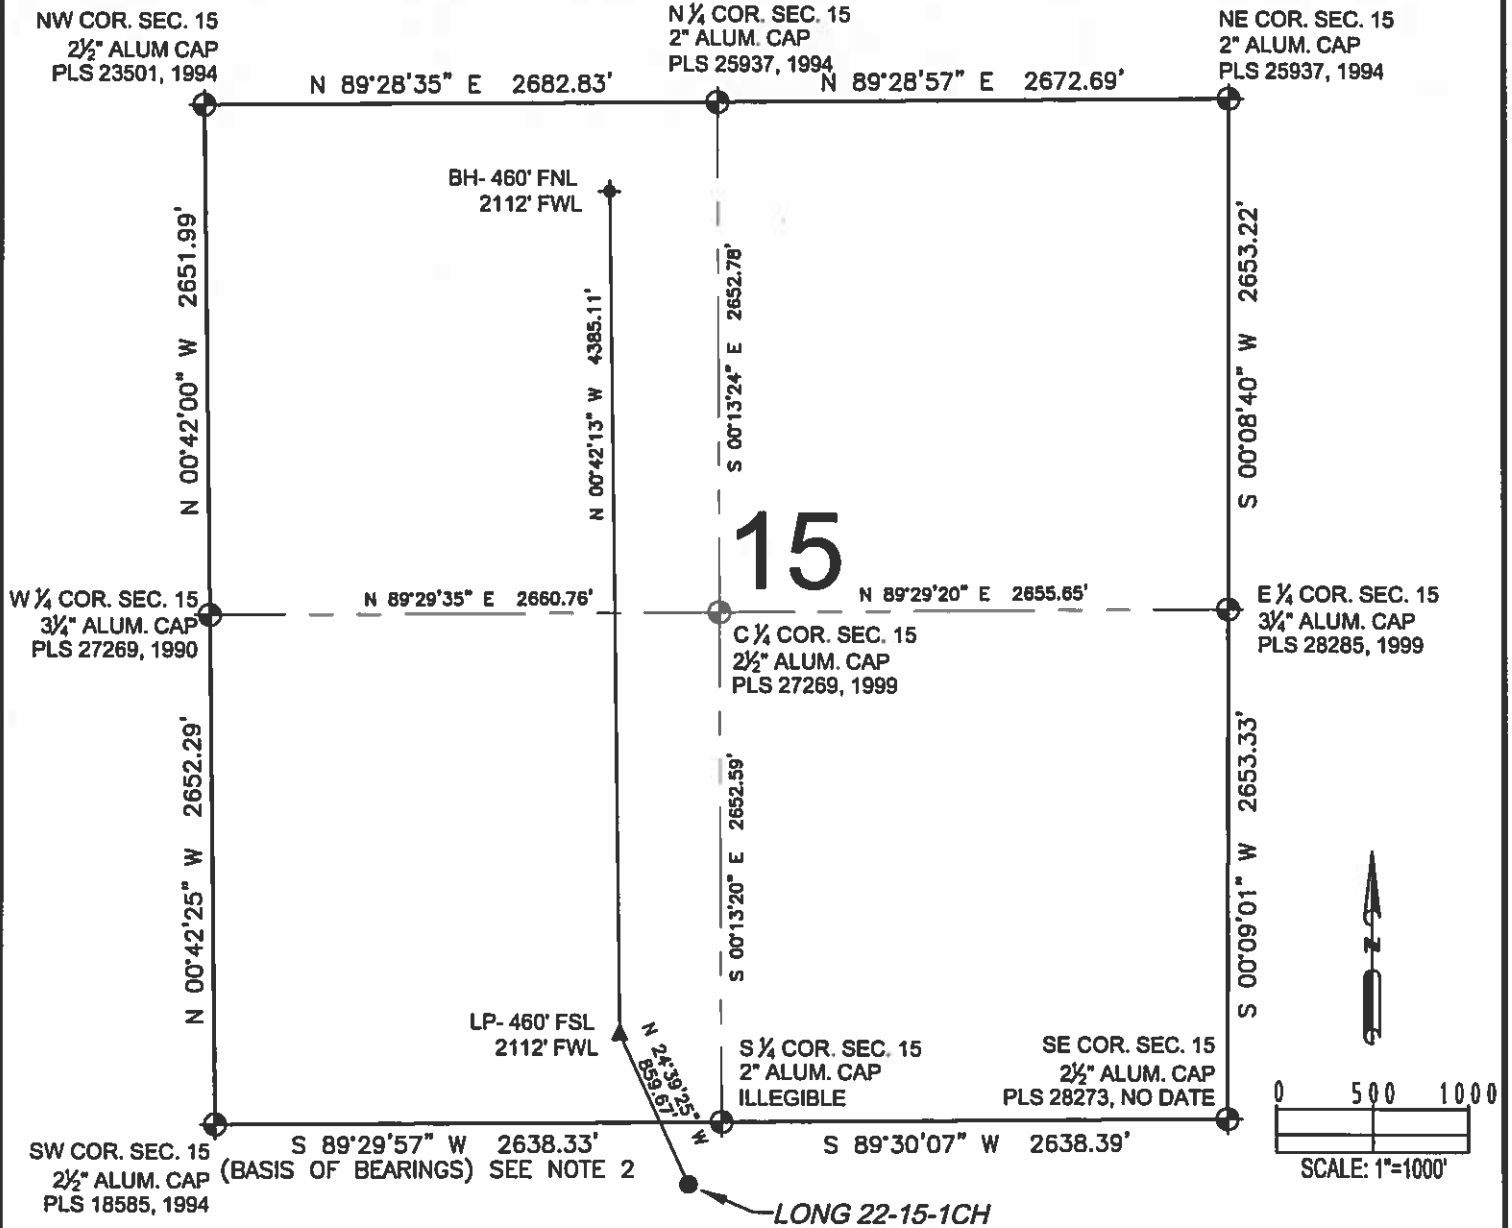 NW COR. SEC. 15
2½" ALUM CAP
PLS 23501, 1994
N ¼ COR. SEC. 15
2" ALUM. CAP
PLS 25937, 1994
NE COR. SEC. 15
2" ALUM. CAP
PLS 25937, 1994
N 89°28'35" E 2682.83'
N 89°28'57" E 2672.69'
BH- 460' FNL
2112' FWL
N 00°42'00" W 2651.99'
N 00°42'13" W 4385.11'
S 00°13'24" E 2652.78'
S 00°08'40" W 2653.22'
15
W ¼ COR. SEC. 15
3¼" ALUM. CAP
PLS 27269, 1990
N 89°29'35" E 2660.76'
N 89°29'20" E 2655.65'
C ¼ COR. SEC. 15
2½" ALUM. CAP
PLS 27269, 1999
E ¼ COR. SEC. 15
3¼" ALUM. CAP
PLS 28285, 1999
N 00°42'25" W 2652.29'
S 00°13'20" E 2652.59'
S 00°09'01" W 2653.33'
LP- 460' FSL
2112' FWL
N 24°39'25" W
859.67'
S ¼ COR. SEC. 15
2" ALUM. CAP
ILLEGIBLE
SE COR. SEC. 15
2½" ALUM. CAP
PLS 28273, NO DATE
N
0 500 1000
SCALE: 1"=1000'
SW COR. SEC. 15
2½" ALUM. CAP
PLS 18585, 1994
S 89°29'57" W 2638.33'
(BASIS OF BEARINGS) SEE NOTE 2
S 89°30'07" W 2638.39'
LONG 22-15-1CH